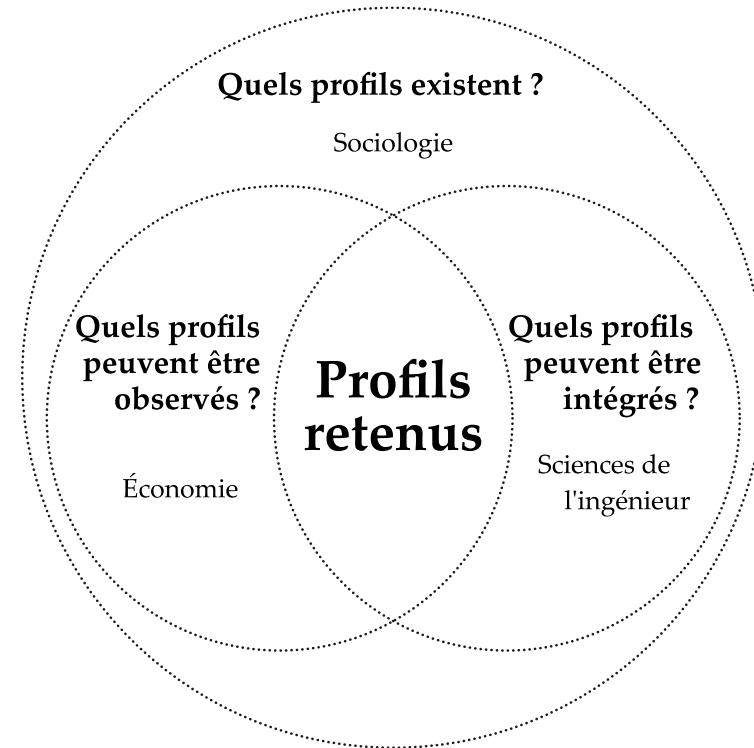 Quels profils existent ?
Sociologie
Quels profils
peuvent être
observés ?
Économie
Profils
retenus
Quels profils
peuvent être
intégrés ?
Sciences de
l'ingénieur